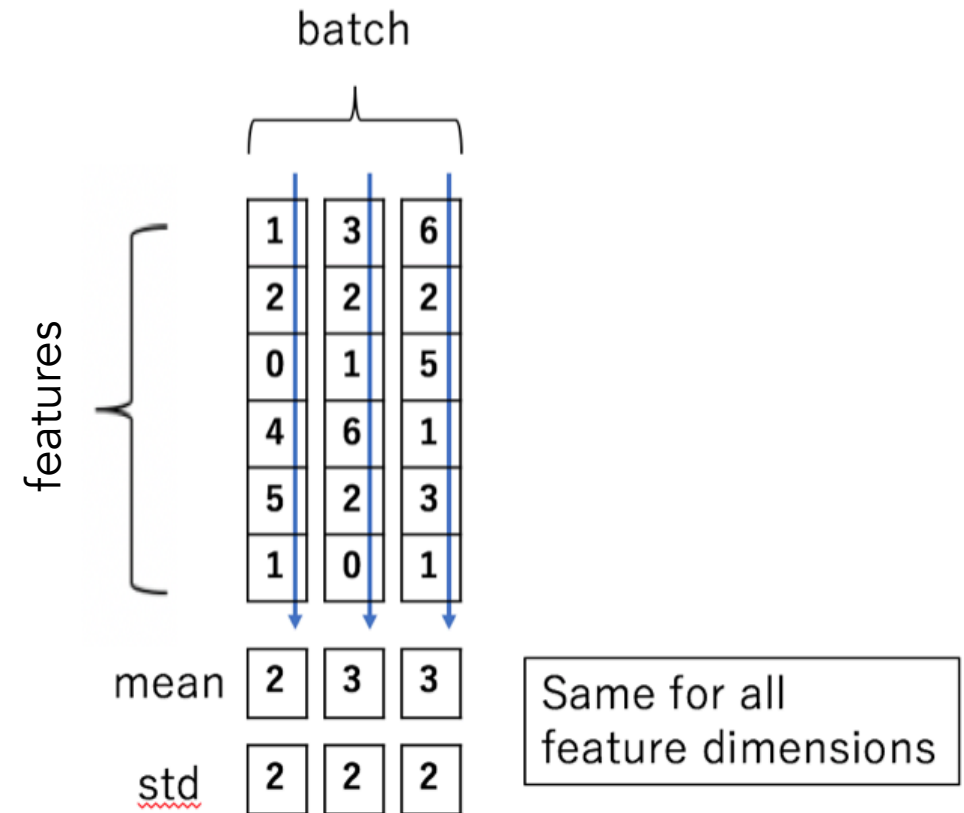 batch
features
1 3 6
2 2 2
0 1 5
4 6 1
5 2 3
1 0 1
mean 2 3 3
Same for all
feature dimensions
std 2 2 2